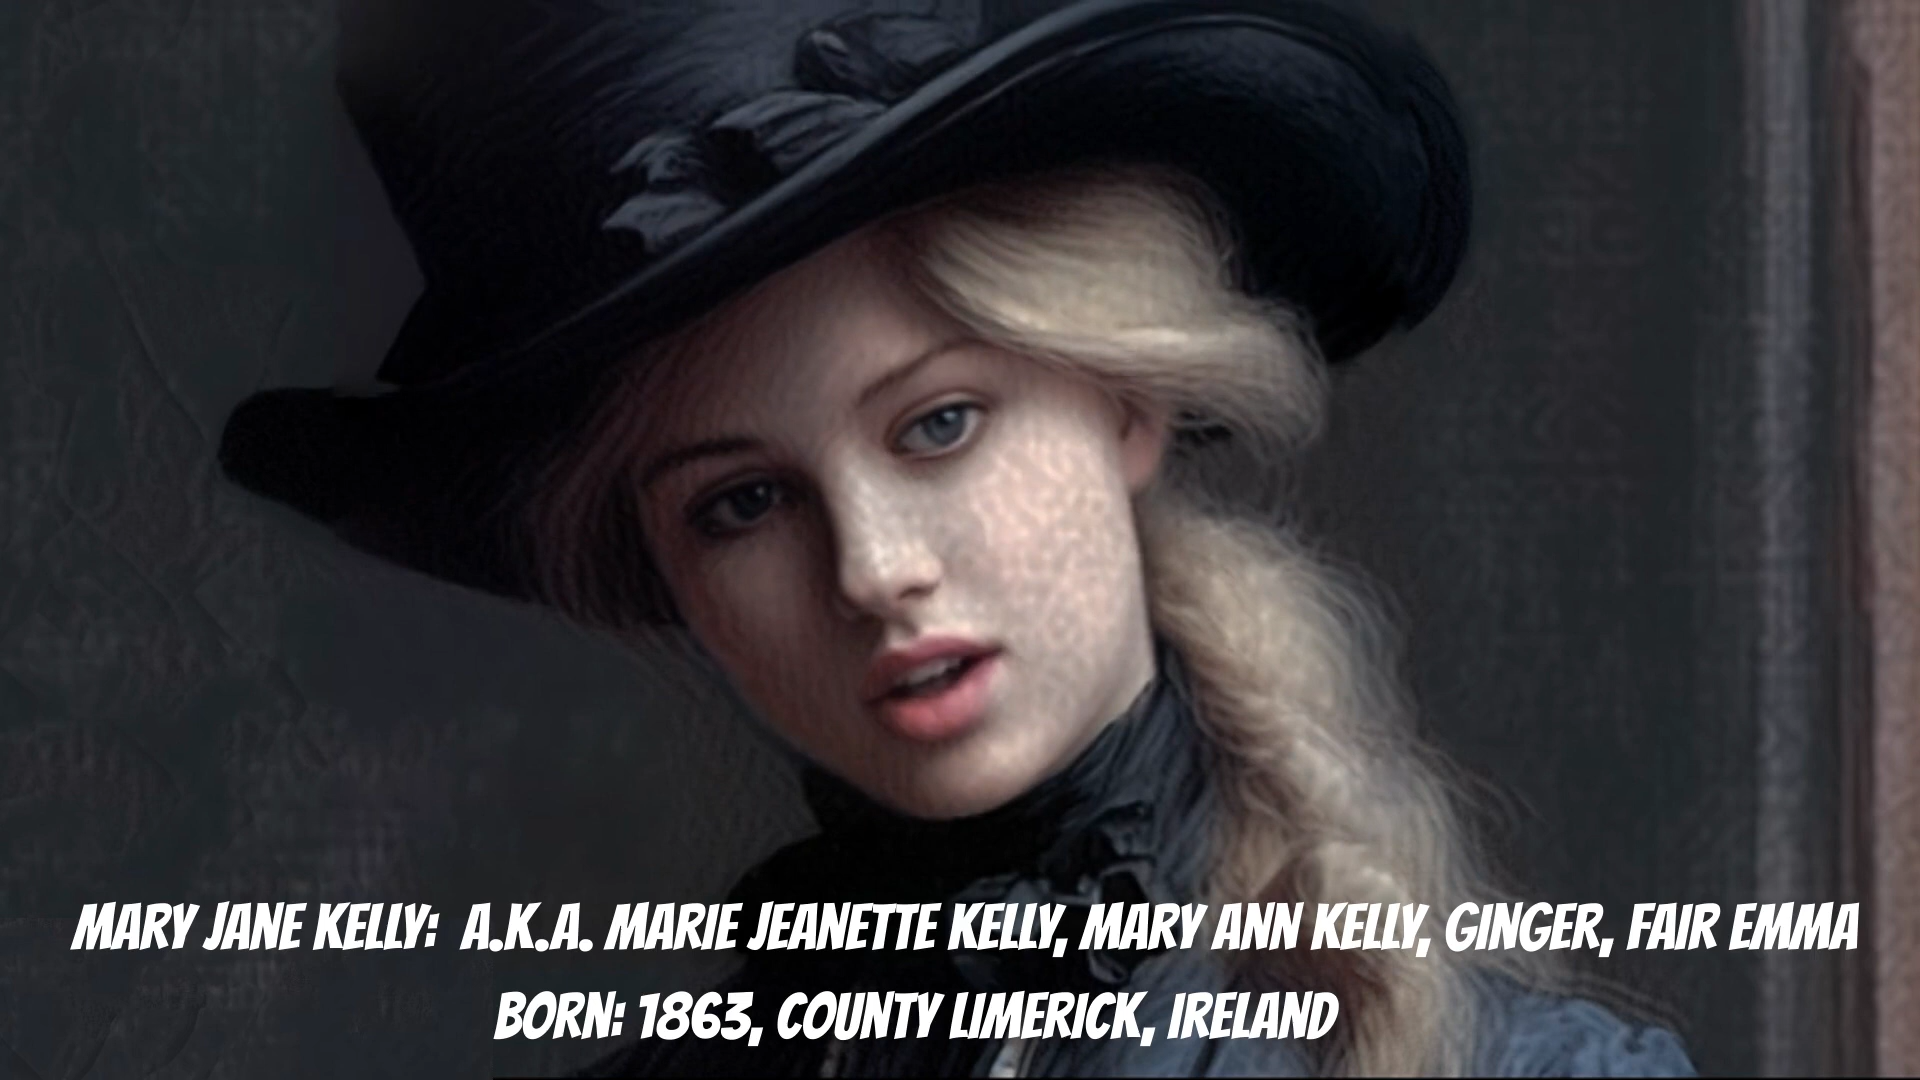 MARY JANE KELLY: A.K.A. MARIE JEANETTE KELLY, MARY ANN KELLY, GINGER, FAIR EMMA
BORN: 1863, COUNTY LIMERICK, IRELAND